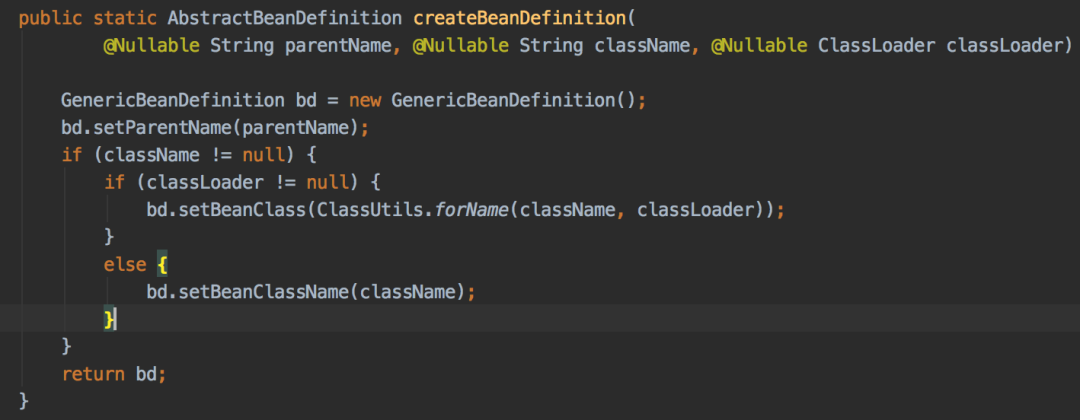 public static AbstractBeanDefinition createBeanDefinition(
        @Nullable String parentName, @Nullable String className, @Nullable ClassLoader classLoader)

    GenericBeanDefinition bd = new GenericBeanDefinition();
    bd.setParentName(parentName);
    if (className != null) {
        if (classLoader != null) {
            bd.setBeanClass(ClassUtils.forName(className, classLoader));
        }
        else {
            bd.setBeanClassName(className);
        }
    }
    return bd;
}